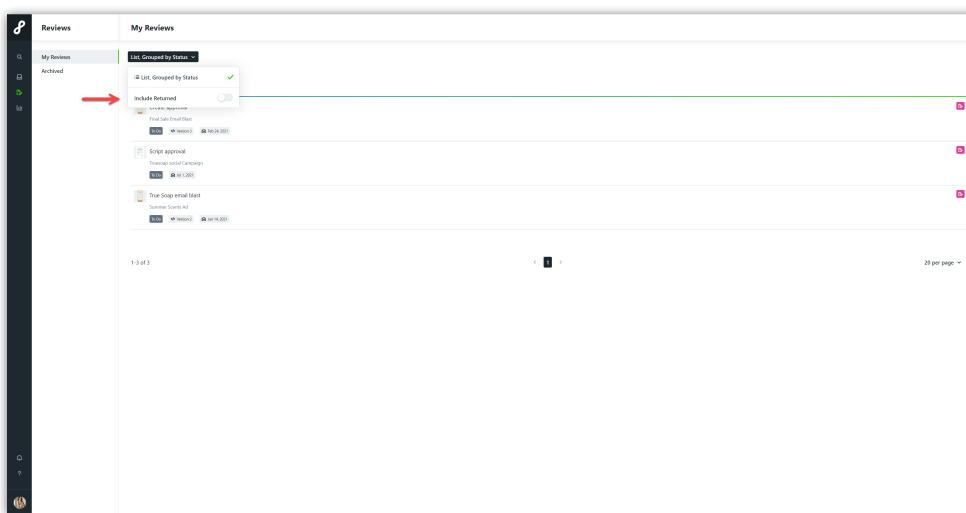 Reviews
My Reviews
My Reviews
Archived
List, Grouped by Status
List, Grouped by Status
Include Returned
Create approval
Final Sale Email Blast
To Do Version 3 Feb 24, 2021
Script approval
Truesoap social Campaign
To Do Jul 1, 2021
True Soap email blast
Summer Scents Ad
To Do Version 2 Jan 14, 2021
1-3 of 3
1
20 per page
?